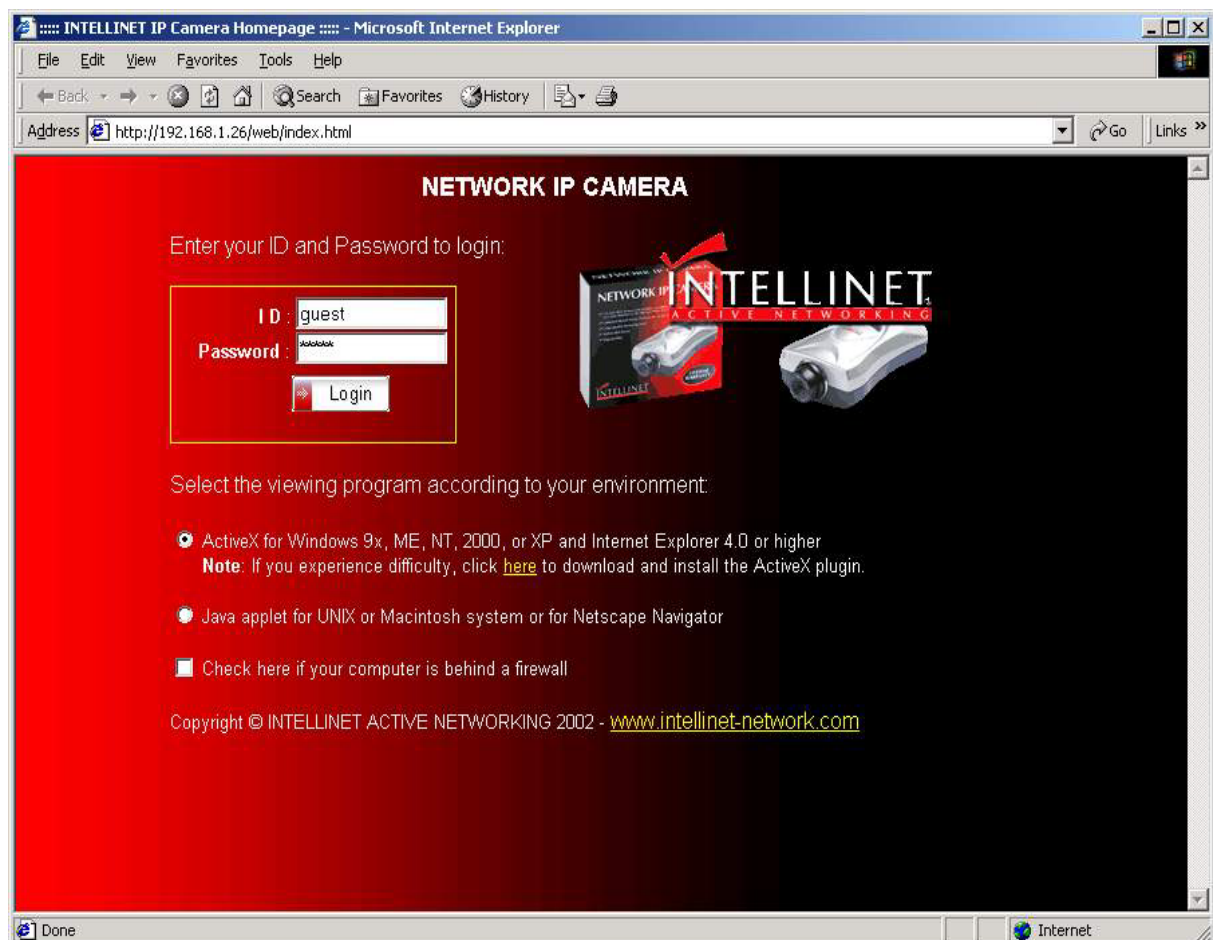 ::::: INTELLINET IP Camera Homepage ::::: - Microsoft Internet Explorer
File Edit View Favorites Tools Help
Back Search Favorites History
Address http://192.168.1.26/web/index.html Go Links »
NETWORK IP CAMERA
Enter your ID and Password to login:
ID : guest
Password : *****
Login
NETWORK IP
INTELLINET
ACTIVE NETWORKING
INTELLINET
Select the viewing program according to your environment:
ActiveX for Windows 9x, ME, NT, 2000, or XP and Internet Explorer 4.0 or higher
Note: If you experience difficulty, click here to download and install the ActiveX plugin.
Java applet for UNIX or Macintosh system or for Netscape Navigator
Check here if your computer is behind a firewall
Copyright © INTELLINET ACTIVE NETWORKING 2002 - www.intellinet-network.com
Done Internet